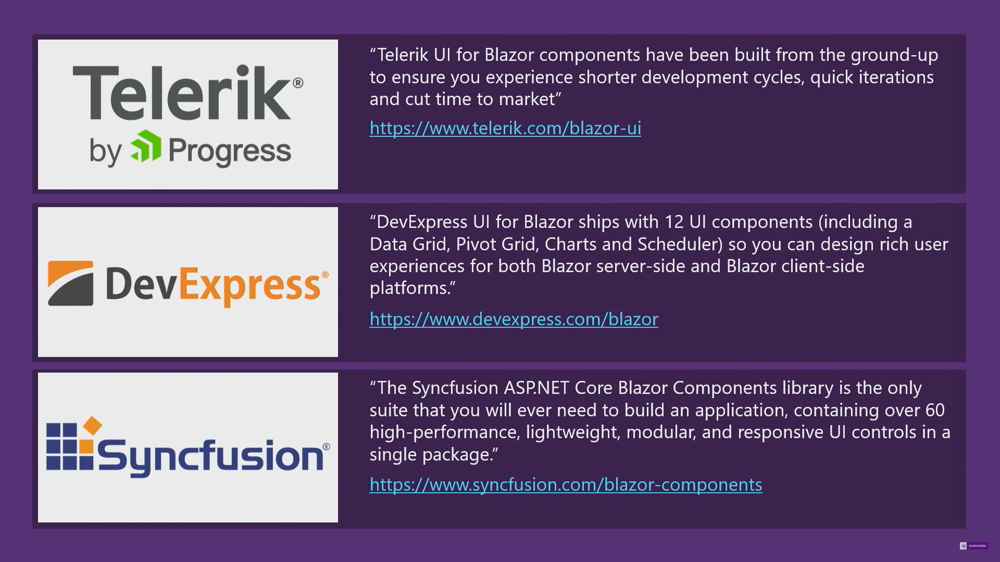 Telerik®
by Progress
“Telerik UI for Blazor components have been built from the ground-up
to ensure you experience shorter development cycles, quick iterations
and cut time to market”
https://www.telerik.com/blazor-ui
DevExpress®
“DevExpress UI for Blazor ships with 12 UI components (including a
Data Grid, Pivot Grid, Charts and Scheduler) so you can design rich user
experiences for both Blazor server-side and Blazor client-side
platforms.”
https://www.devexpress.com/blazor
Syncfusion®
“The Syncfusion ASP.NET Core Blazor Components library is the only
suite that you will ever need to build an application, containing over 60
high-performance, lightweight, modular, and responsive UI controls in a
single package.”
https://www.syncfusion.com/blazor-components
SUBSCRIBE